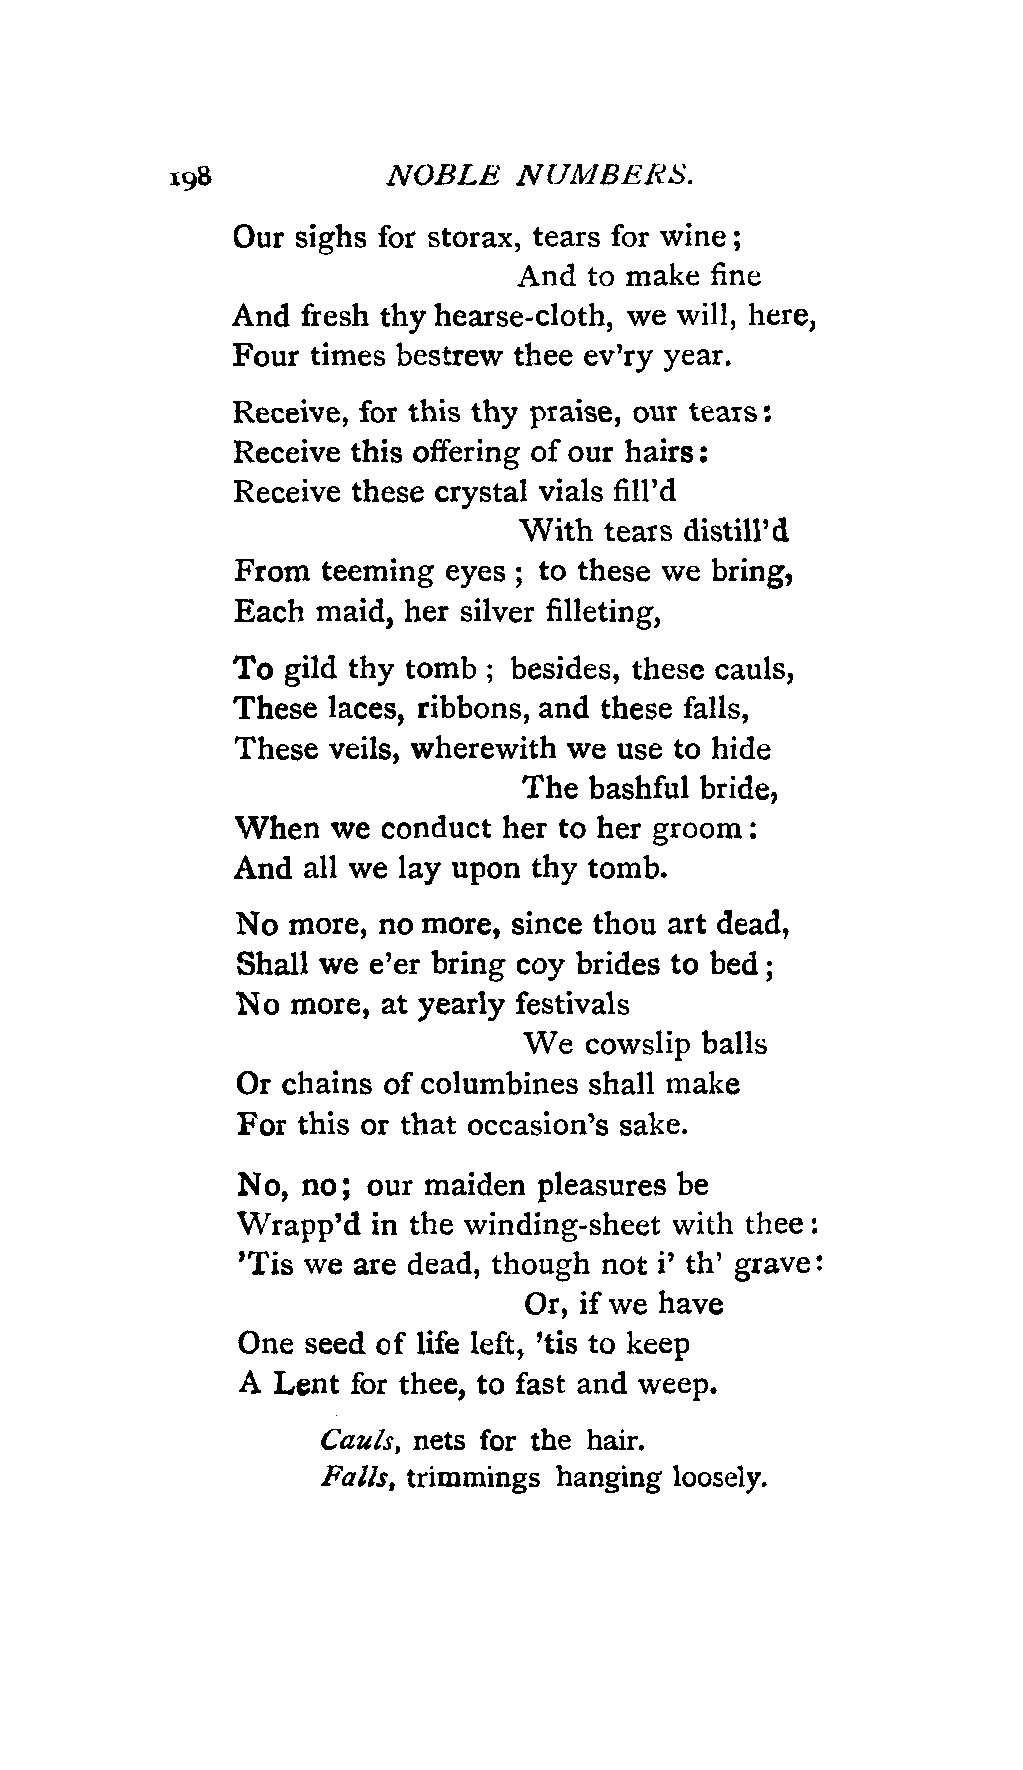 198 NOBLE NUMBERS.
Our sighs for storax, tears for wine;
And to make fine
And fresh thy hearse-cloth, we will, here,
Four times bestrew thee ev'ry year.
Receive, for this thy praise, our tears:
Receive this offering of our hairs:
Receive these crystal vials fill'd
With tears distill'd
From teeming eyes; to these we bring,
Each maid, her silver filleting,
To gild thy tomb; besides, these cauls,
These laces, ribbons, and these falls,
These veils, wherewith we use to hide
The bashful bride,
When we conduct her to her groom:
And all we lay upon thy tomb.
No more, no more, since thou art dead,
Shall we e'er bring coy brides to bed;
No more, at yearly festivals
We cowslip balls
Or chains of columbines shall make
For this or that occasion's sake.
No, no; our maiden pleasures be
Wrapp'd in the winding-sheet with thee:
'Tis we are dead, though not i' th' grave:
Or, if we have
One seed of life left, 'tis to keep
A Lent for thee, to fast and weep.
Cauls, nets for the hair.
Falls, trimmings hanging loosely.